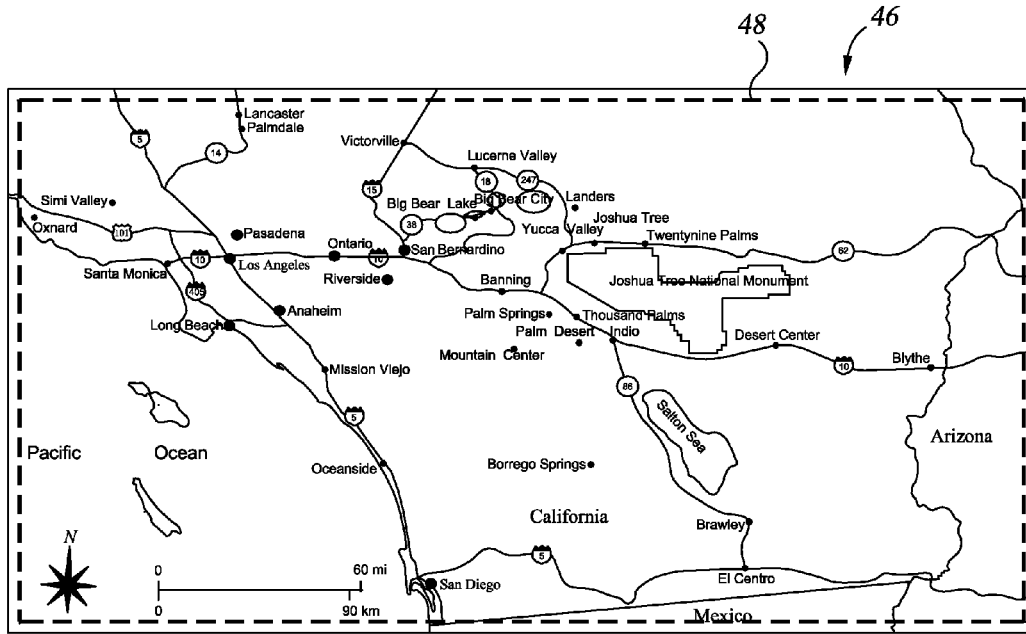 48
46
Lancaster
Palmdale
5
14
Victorville
Lucerne Valley
15
18
247
Simi Valley
Big Bear Lake
Big Bear City
Landers
Oxnard
101
38
Joshua Tree
Pasadena
Yucca Valley
Twentynine Palms
Ontario
San Bernardino
62
10
Los Angeles
10
Santa Monica
Riverside
Banning
Joshua Tree National Monument
405
Anaheim
Palm Springs
Thousand Palms
Long Beach
Palm Desert
Indio
Desert Center
Mountain Center
Blythe
Mission Viejo
10
86
5
Salton Sea
Pacific Ocean
Arizona
Oceanside
Borrego Springs
California
Brawley
N
5
0
60 mi
San Diego
El Centro
0
90 km
Mexico